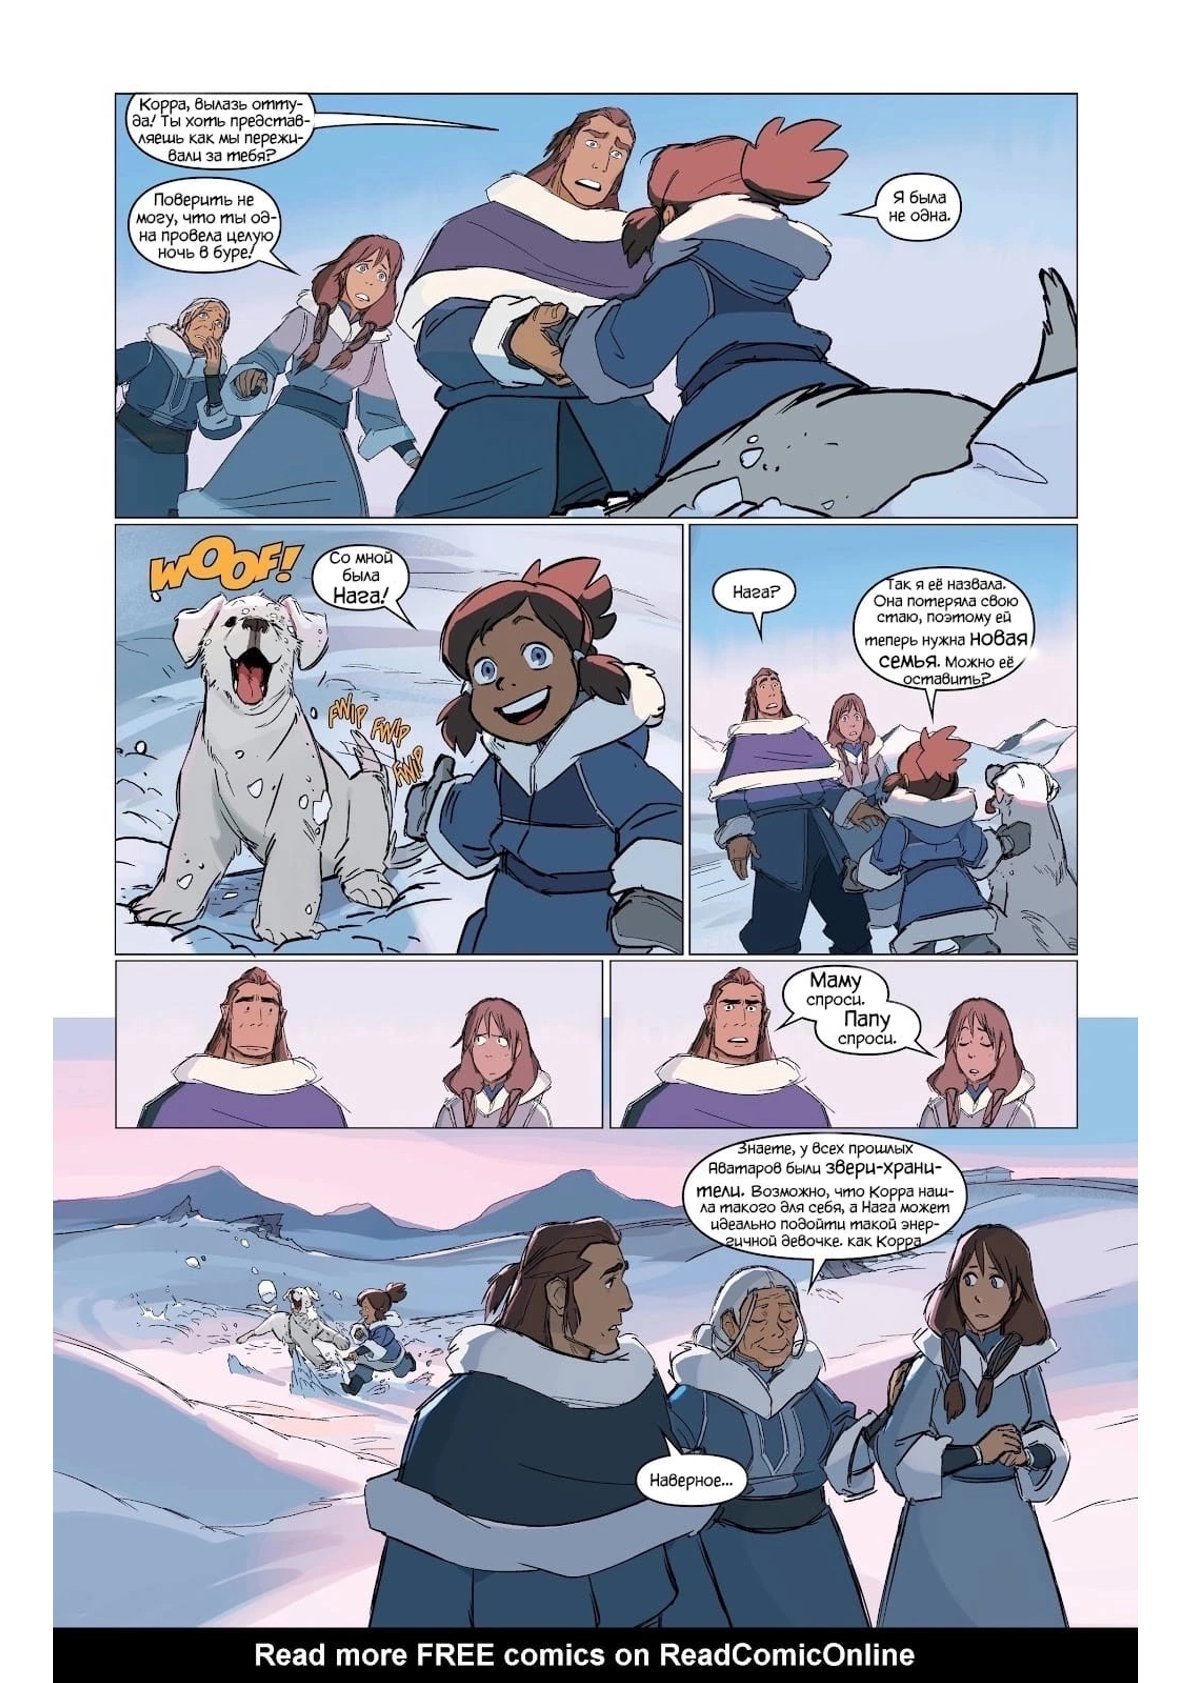 Корра, вылазь отту-
да! Ты хоть представ-
ляешь как мы пережи-
вали за тебя?
Поверить не
могу, что ты од-
на провела целую
ночь в буре!
Я была
не одна.
WOOF!
Со мной
была
Нага!
FWIP FWIP
FWIP
Нага?
Так я её назвала.
Она потеряла свою
стаю, поэтому ей
теперь нужна новая
семья. Можно её
оставить?
Маму
спроси.
Папу
спроси.
Знаете, у всех прошлых
Аватаров были звери-храни-
тели. Возможно, что Корра наш-
ла такого для себя, а Нага может
идеально подойти такой энер-
гичной девочке, как Корра
Наверное...
Read more FREE comics on ReadComicOnline